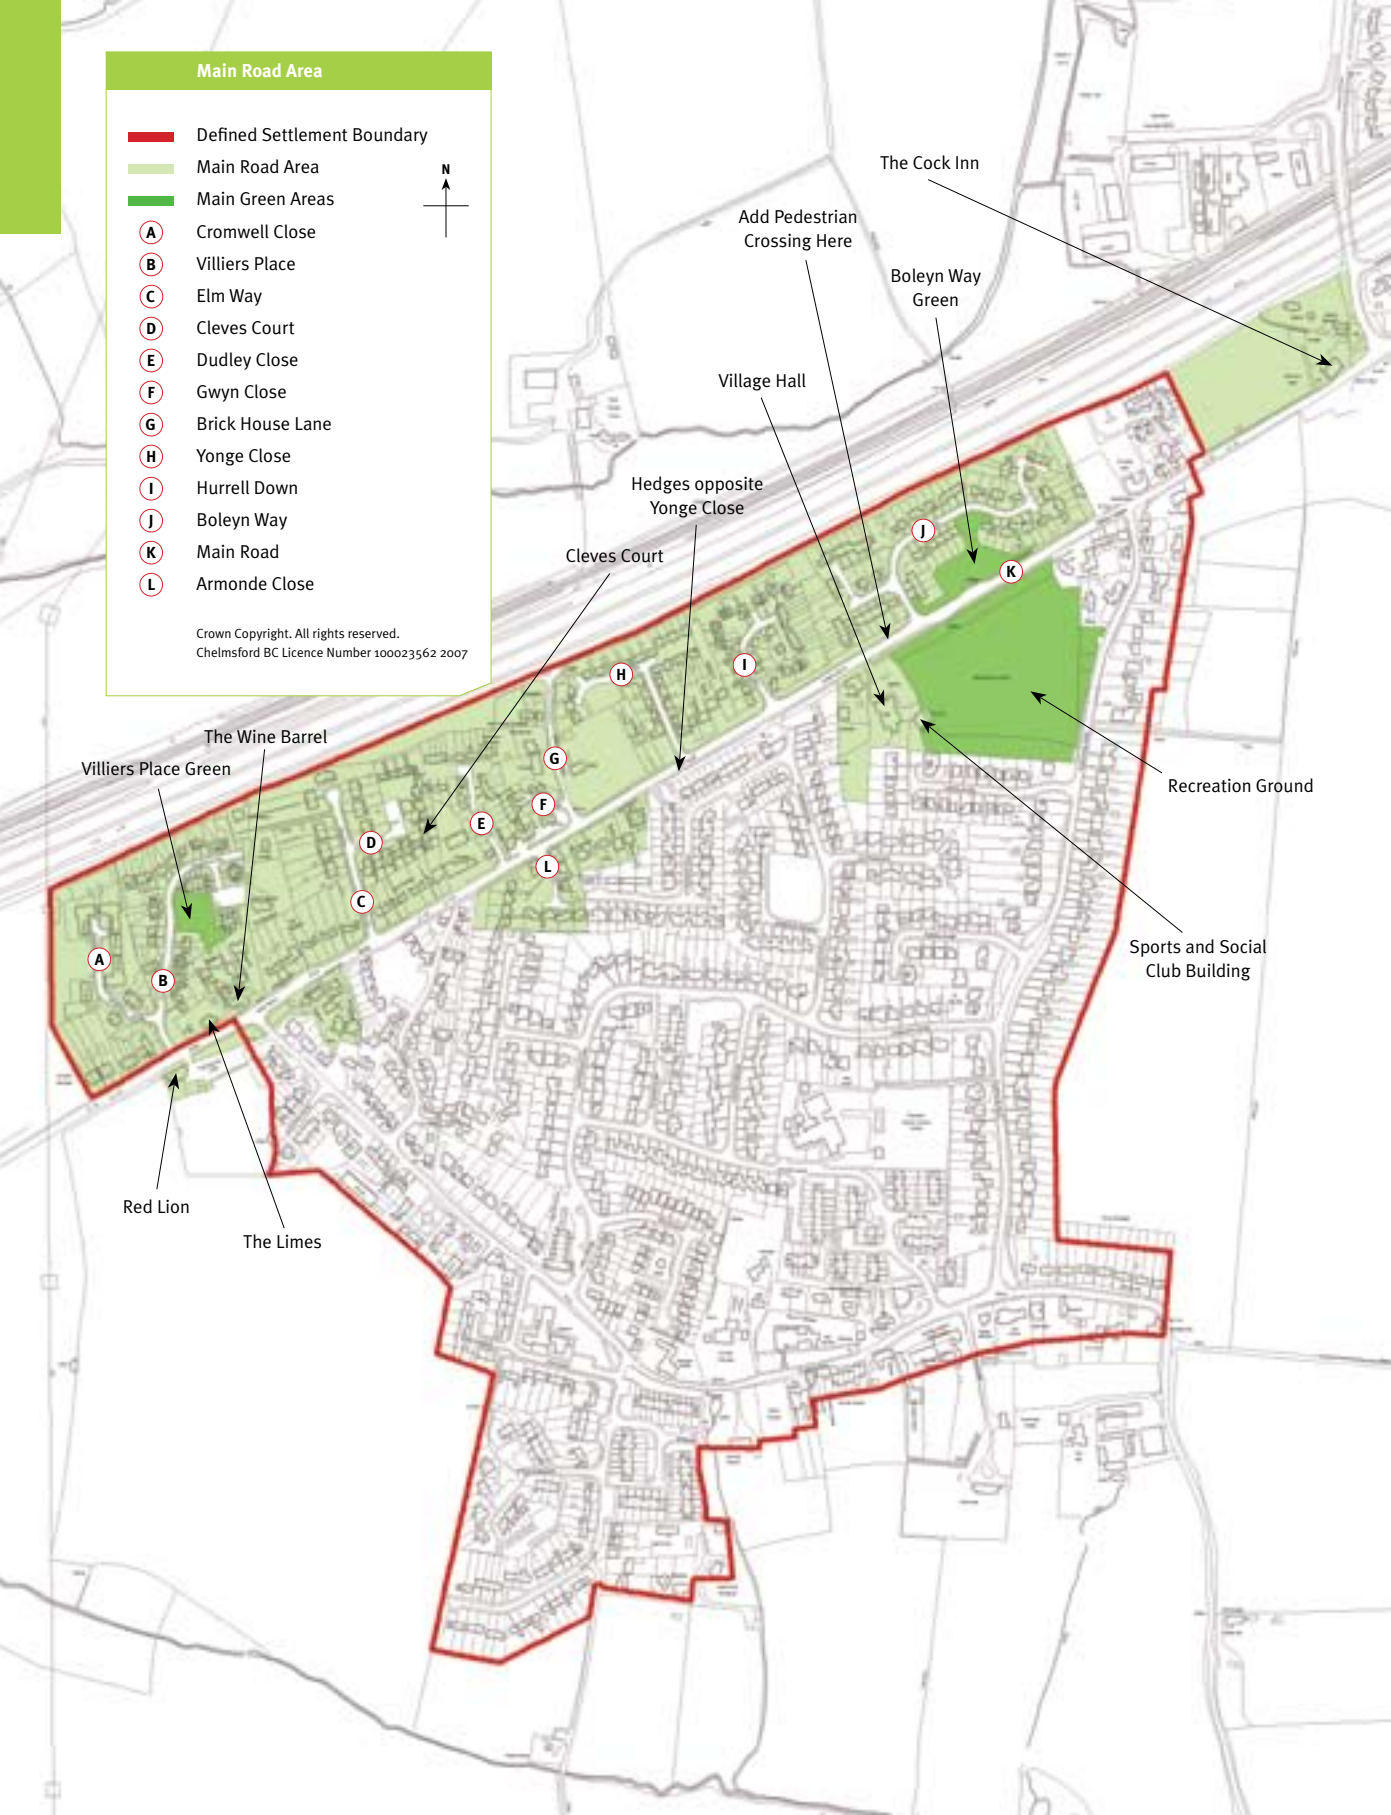 Main Road Area
Defined Settlement Boundary
Main Road Area
Main Green Areas
N
A Cromwell Close
B Villiers Place
C Elm Way
D Cleves Court
E Dudley Close
F Gwyn Close
G Brick House Lane
H Yonge Close
I Hurrell Down
J Boleyn Way
K Main Road
L Armonde Close
Crown Copyright. All rights reserved.
Chelmsford BC Licence Number 100023562 2007
The Cock Inn
Add Pedestrian
Crossing Here
Boleyn Way
Green
Village Hall
Hedges opposite
Yonge Close
Cleves Court
J
K
I
H
G
F
E
D
L
C
A
B
The Wine Barrel
Villiers Place Green
Recreation Ground
Sports and Social
Club Building
Red Lion
The Limes